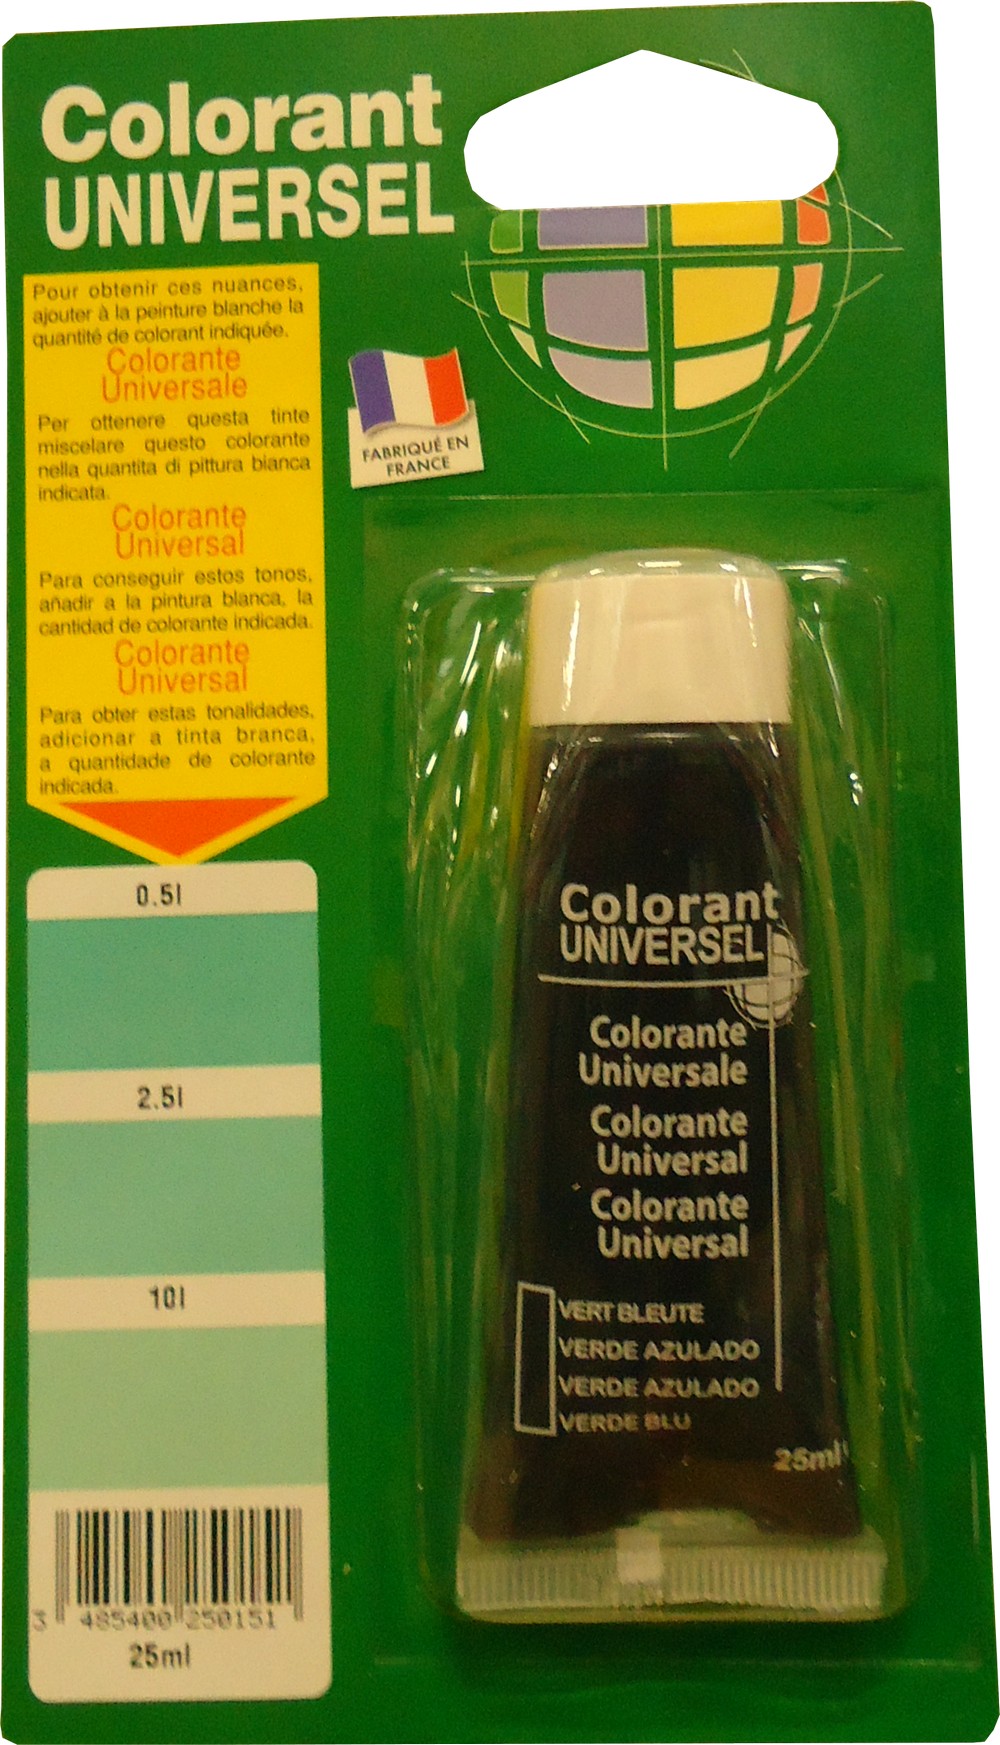 Colorant
UNIVERSEL
Pour obtenir ces nuances,
ajouter à la peinture blanche la
quantité de colorant indiquée.
Colorante
Universale
Per ottenere questa tinte
miscelare questo colorante
nella quantita di pittura bianca
indicata.
Colorante
Universal
Para conseguir estos tonos,
añadir a la pintura blanca, la
cantidad de colorante indicada.
Colorante
Universal
Para obter estas tonalidades,
adicionar a tinta branca,
a quantidade de colorante
indicada.
0.5l
2.5l
10l
3 485400 250151
25ml
FABRIQUÉ EN
FRANCE
Colorant
UNIVERSEL
Colorante
Universale
Colorante
Universal
Colorante
Universal
VERT BLEUTE
VERDE AZULADO
VERDE AZULADO
VERDE BLU
25ml